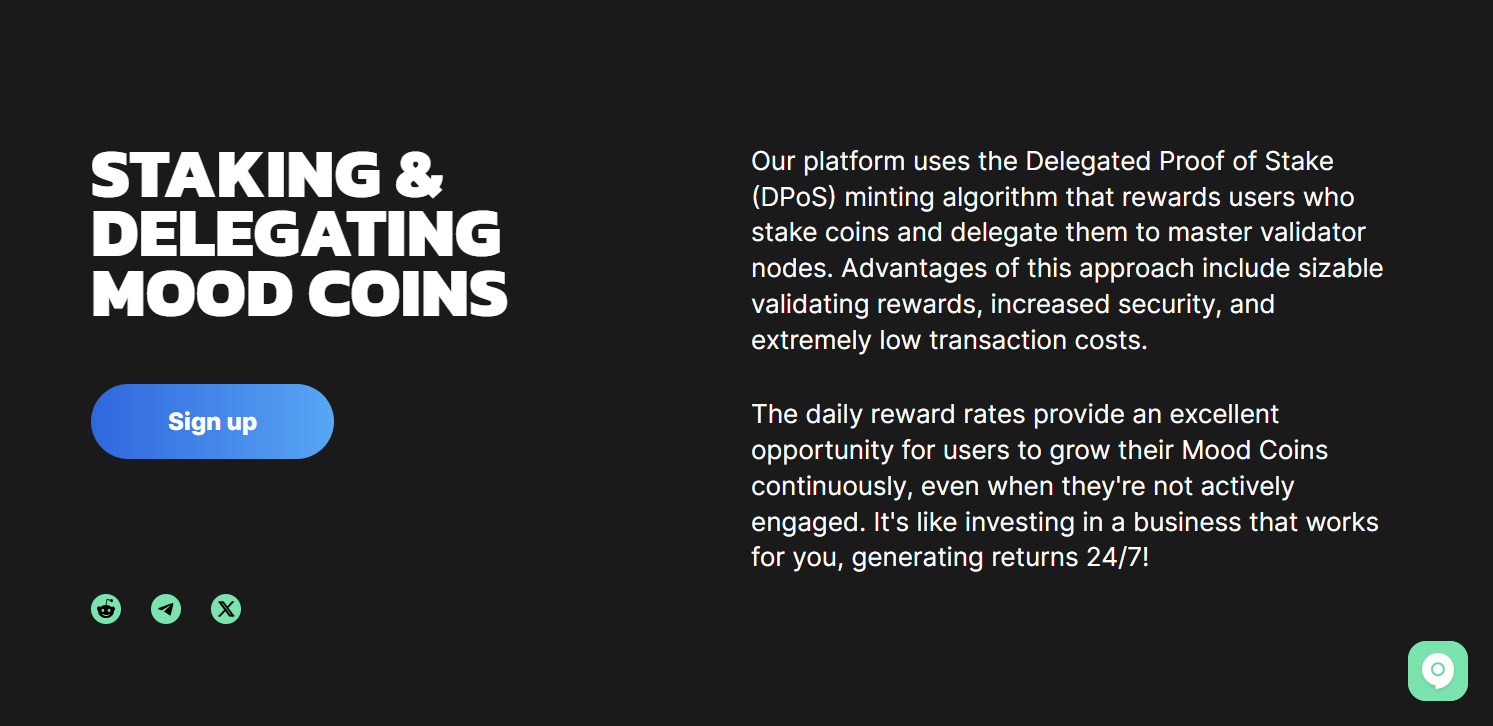 STAKING &
DELEGATING
MOOD COINS
Sign up
Our platform uses the Delegated Proof of Stake
(DPoS) minting algorithm that rewards users who
stake coins and delegate them to master validator
nodes. Advantages of this approach include sizable
validating rewards, increased security, and
extremely low transaction costs.
The daily reward rates provide an excellent
opportunity for users to grow their Mood Coins
continuously, even when they're not actively
engaged. It's like investing in a business that works
for you, generating returns 24/7!